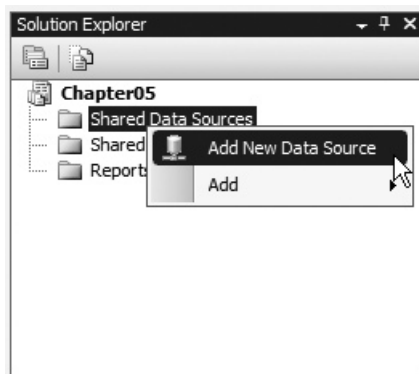 Solution Explorer
Chapter05
Shared Data Sources
Shared
Add New Data Source
Reports
Add